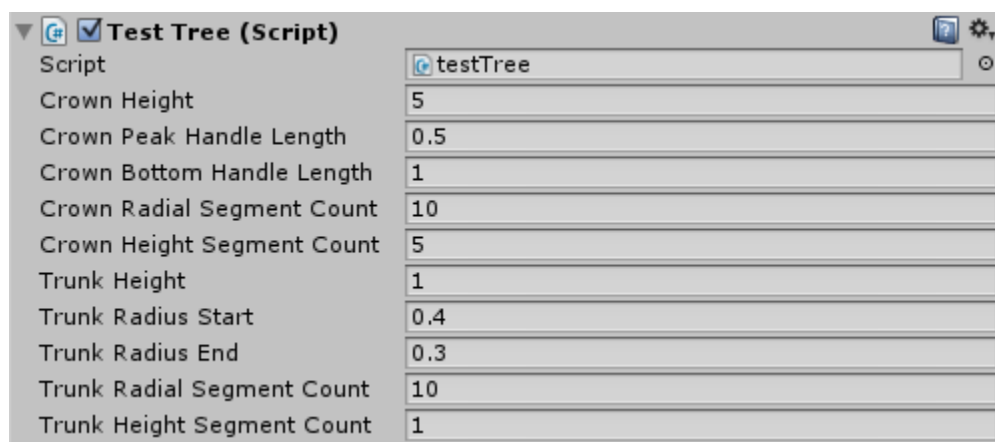 Test Tree (Script)
Script testTree
Crown Height 5
Crown Peak Handle Length 0.5
Crown Bottom Handle Length 1
Crown Radial Segment Count 10
Crown Height Segment Count 5
Trunk Height 1
Trunk Radius Start 0.4
Trunk Radius End 0.3
Trunk Radial Segment Count 10
Trunk Height Segment Count 1